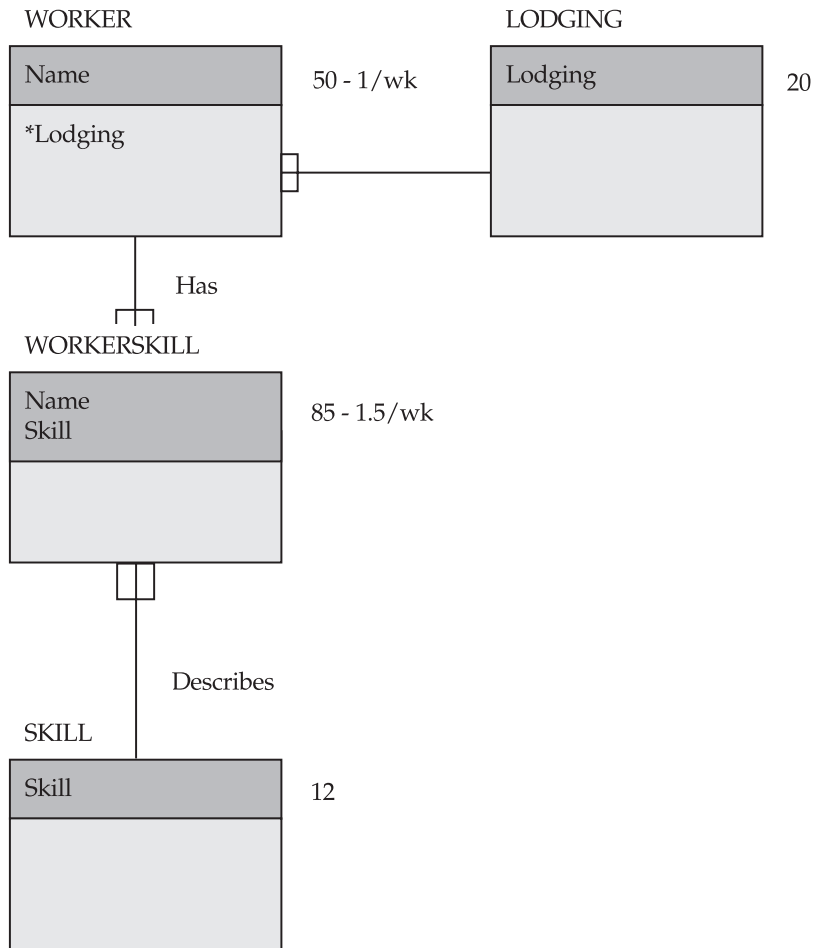 WORKER
Name
50 - 1/wk
*Lodging
LODGING
Lodging
20
Has
WORKERSKILL
Name
Skill
85 - 1.5/wk
Describes
SKILL
Skill
12